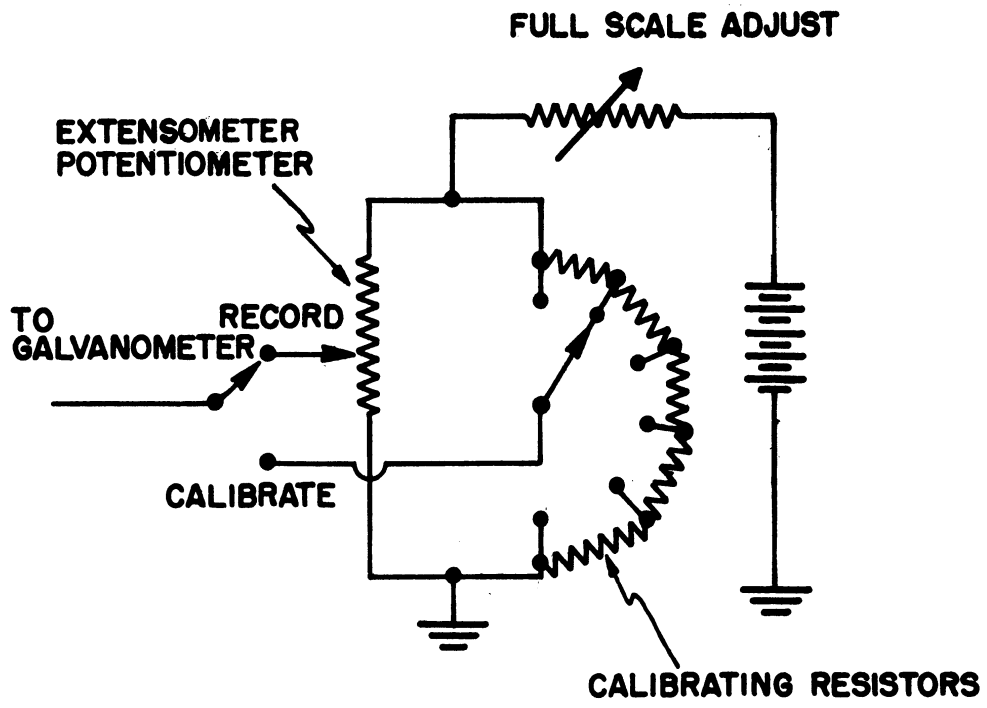 FULL SCALE ADJUST
EXTENSOMETER
POTENTIOMETER
RECORD
TO
GALVANOMETER
CALIBRATE
CALIBRATING RESISTORS